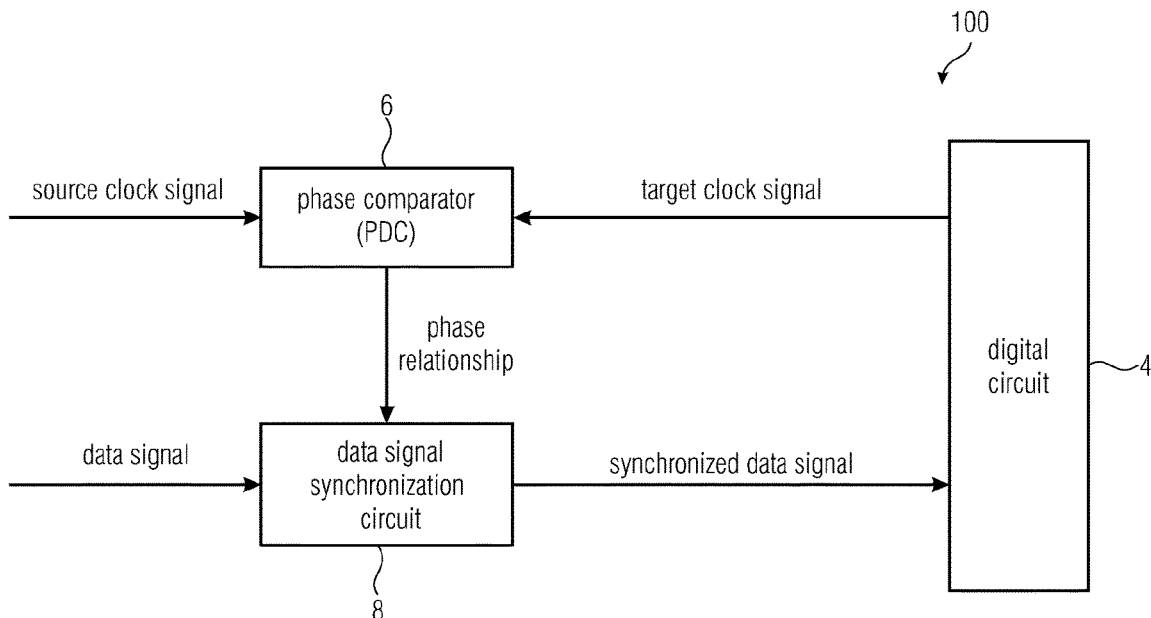 100
6
source clock signal
phase comparator
(PDC)
target clock signal
phase
relationship
digital
circuit
4
data signal
data signal
synchronization
circuit
synchronized data signal
8